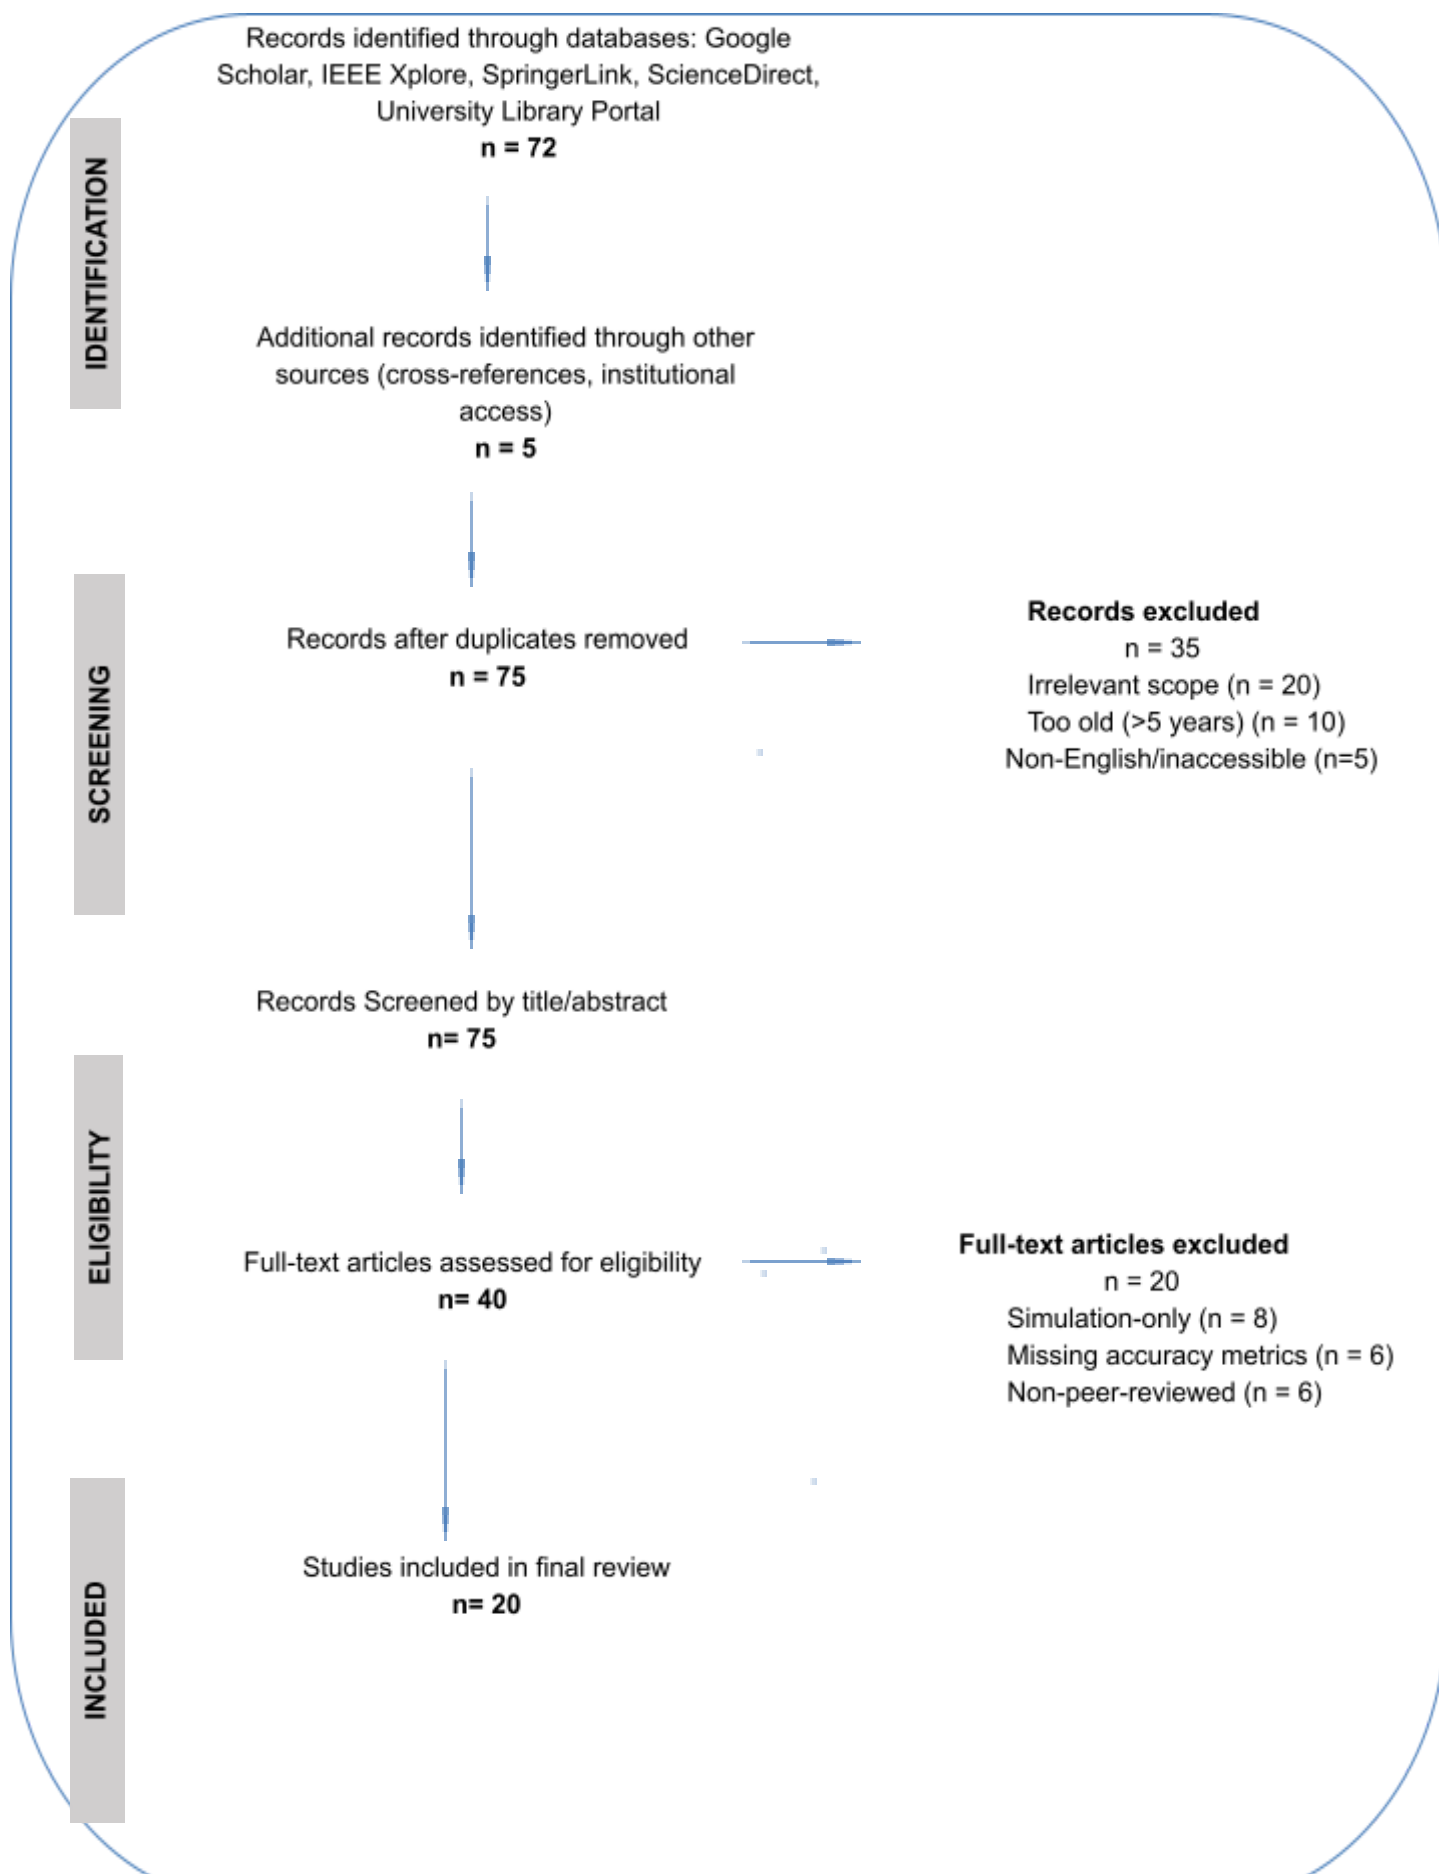 Records identified through databases: Google
Scholar, IEEE Xplore, SpringerLink, ScienceDirect,
University Library Portal
n = 72
IDENTIFICATION
Additional records identified through other
sources (cross-references, institutional
access)
n = 5
SCREENING
Records after duplicates removed
n = 75
Records excluded
n = 35
Irrelevant scope (n = 20)
Too old (>5 years) (n = 10)
Non-English/inaccessible (n=5)
Records Screened by title/abstract
n= 75
ELIGIBILITY
Full-text articles assessed for eligibility
n= 40
Full-text articles excluded
n = 20
Simulation-only (n = 8)
Missing accuracy metrics (n = 6)
Non-peer-reviewed (n = 6)
INCLUDED
Studies included in final review
n= 20